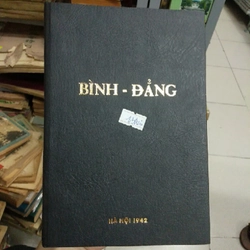 BÌNH - ĐẲNG
HÀ NỘI 1942